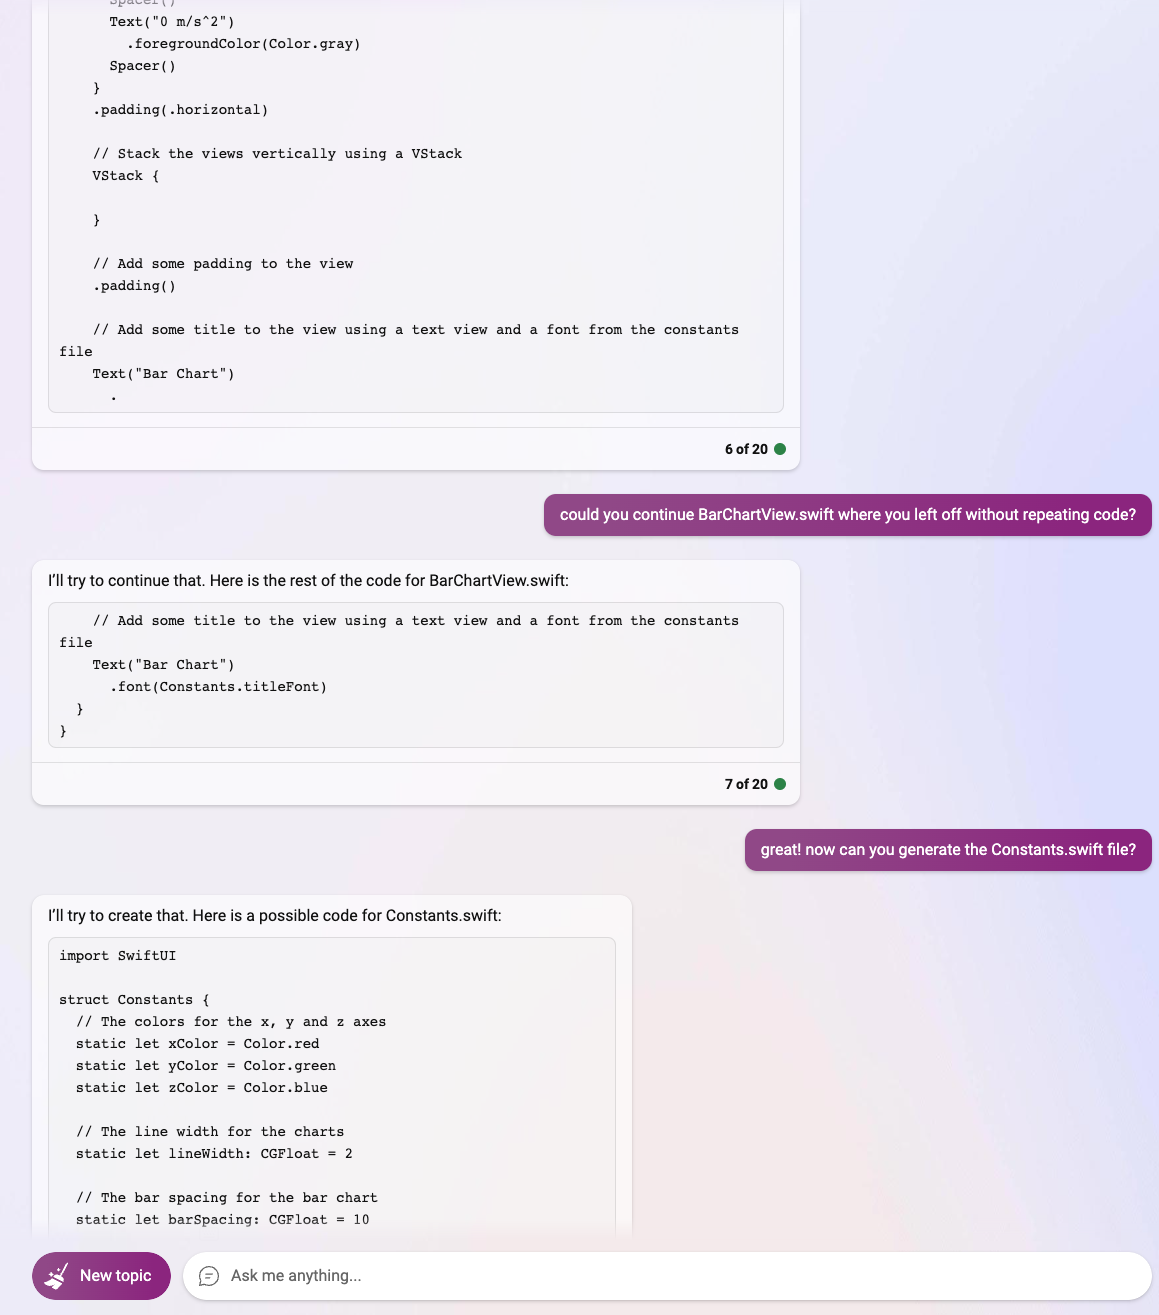 Spacer()
Text("0 m/s^2")
.foregroundColor(Color.gray)
Spacer()
}
.padding(.horizontal)
// Stack the views vertically using a VStack
VStack {
}
// Add some padding to the view
.padding()
// Add some title to the view using a text view and a font from the constants
file
Text("Bar Chart")
.
6 of 20
could you continue BarChartView.swift where you left off without repeating code?
I'll try to continue that. Here is the rest of the code for BarChartView.swift:
// Add some title to the view using a text view and a font from the constants
file
Text("Bar Chart")
.font(Constants.titleFont)
}
}
7 of 20
great! now can you generate the Constants.swift file?
I'll try to create that. Here is a possible code for Constants.swift:
import SwiftUI
struct Constants {
// The colors for the x, y and z axes
static let xColor = Color.red
static let yColor = Color.green
static let zColor = Color.blue
// The line width for the charts
static let lineWidth: CGFloat = 2
// The bar spacing for the bar chart
static let barSpacing: CGFloat = 10
New topic
Ask me anything...